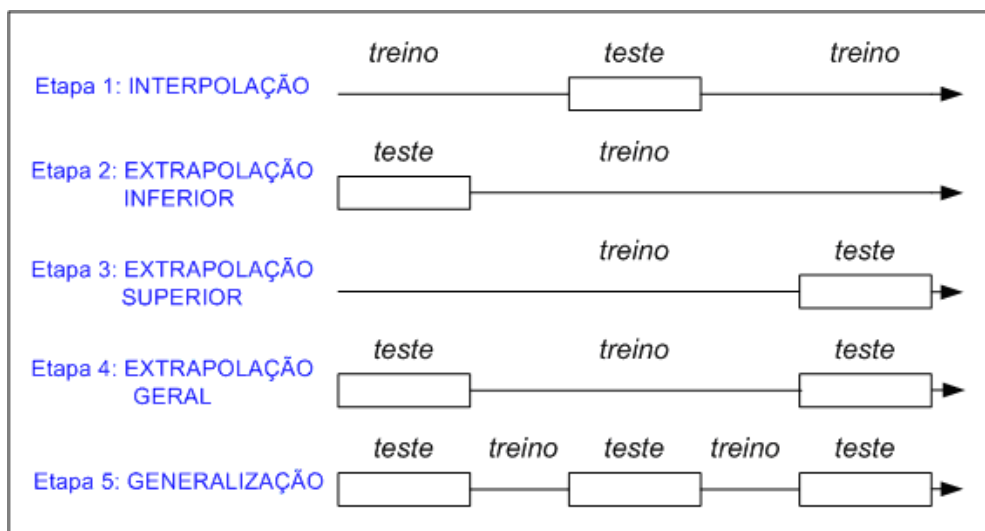 treino teste treino
Etapa 1: INTERPOLAÇÃO
teste treino
Etapa 2: EXTRAPOLAÇÃO
INFERIOR
treino teste
Etapa 3: EXTRAPOLAÇÃO
SUPERIOR
teste treino teste
Etapa 4: EXTRAPOLAÇÃO
GERAL
teste treino teste treino teste
Etapa 5: GENERALIZAÇÃO